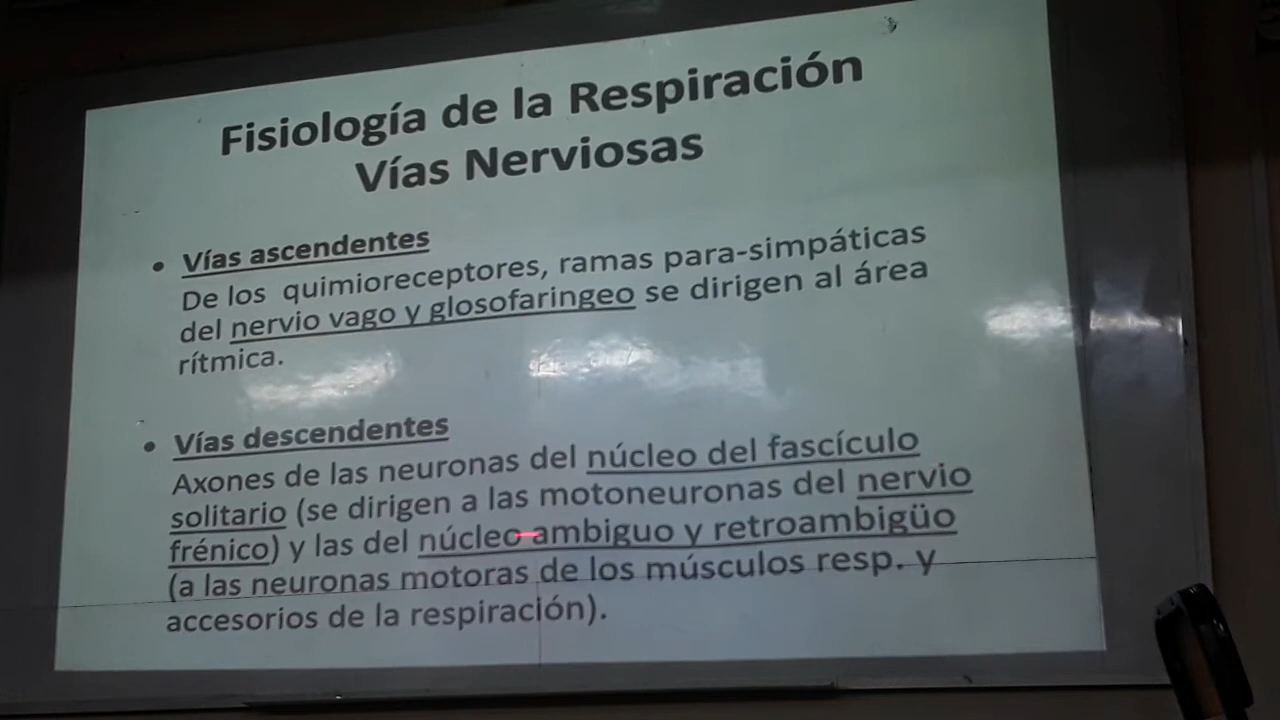 Fisiología de la Respiración
Vías Nerviosas
• Vías ascendentes
De los quimioreceptores, ramas para-simpáticas
del nervio vago y glosofaringeo se dirigen al área
rítmica.
• Vías descendentes
Axones de las neuronas del núcleo del fascículo
solitario (se dirigen a las motoneuronas del nervio
frénico) y las del núcleo ambiguo y retroambigüo
(a las neuronas motoras de los músculos resp. y
accesorios de la respiración).